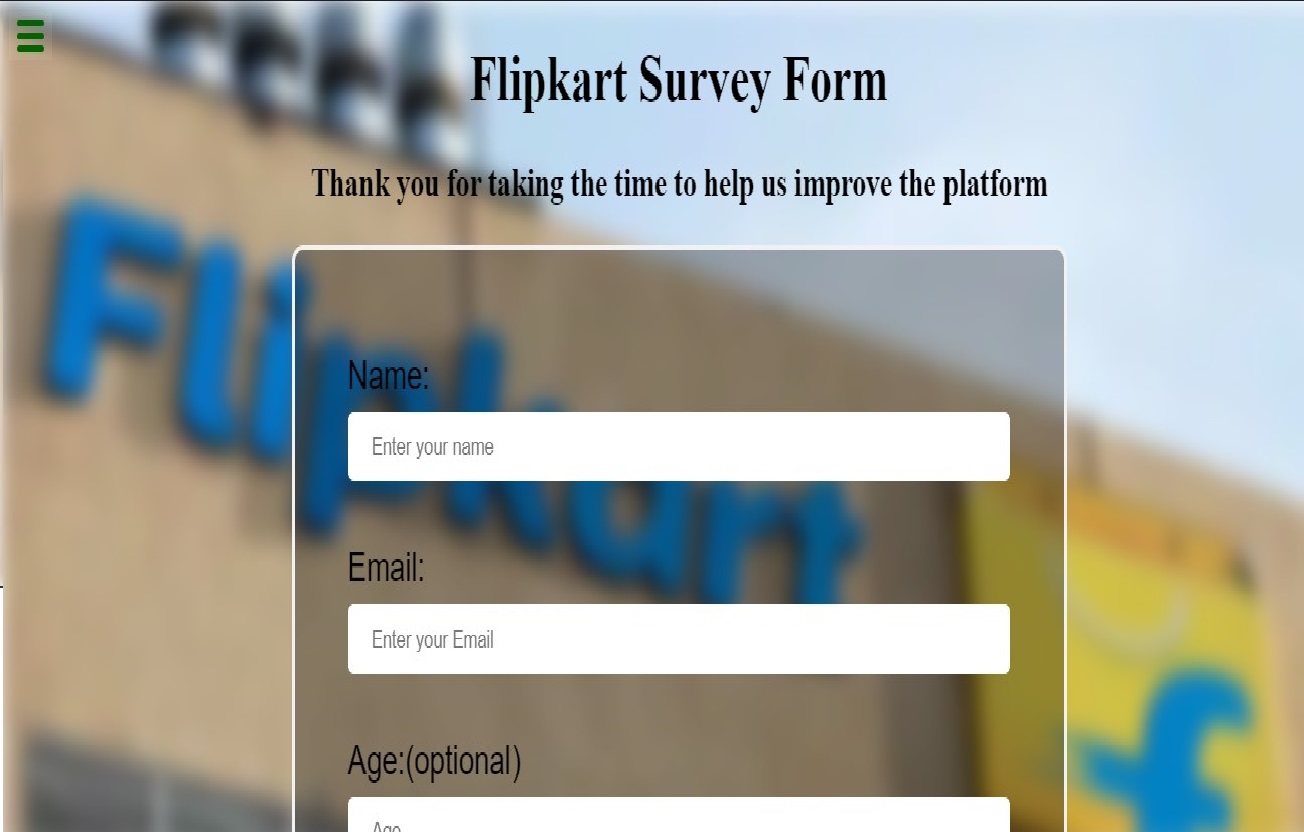 Flipkart Survey Form
Thank you for taking the time to help us improve the platform
Flipkart
Name:
Enter your name
Email:
Enter your Email
Age:(optional)
Age
f